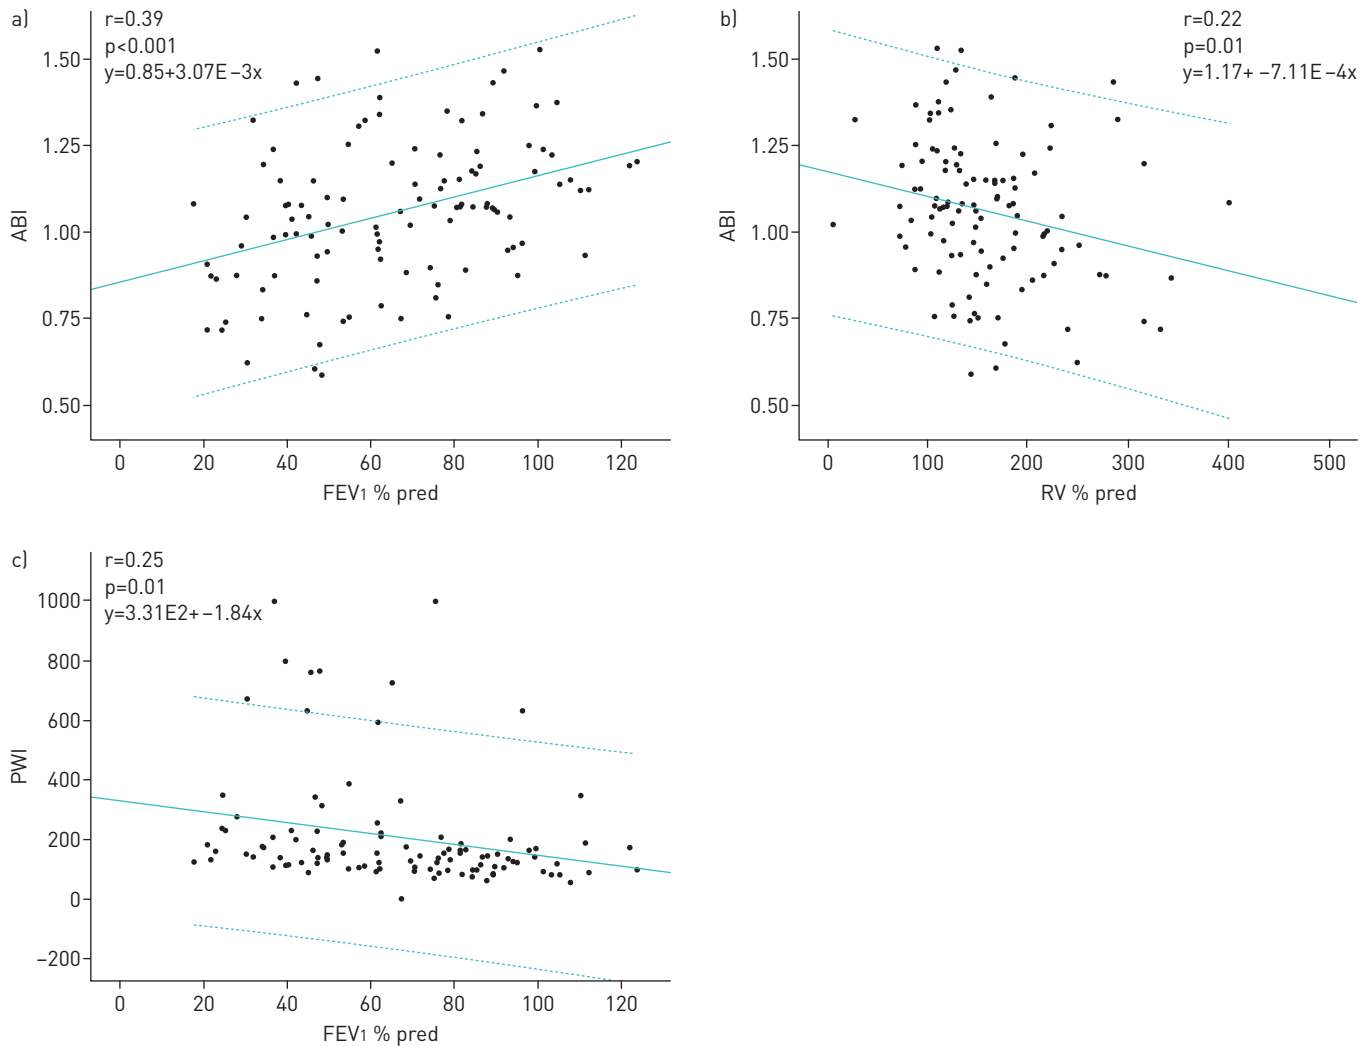 a)
r=0.39
p<0.001
y=0.85+3.07E−3x
1.50
1.25
1.00
0.75
0.50
ABI
0 20 40 60 80 100 120
FEV1 % pred
b)
r=0.22
p=0.01
y=1.17+ −7.11E−4x
1.50
1.25
1.00
0.75
0.50
ABI
0 100 200 300 400 500
RV % pred
c)
r=0.25
p=0.01
y=3.31E2+ −1.84x
1000
800
600
400
200
0
−200
PWI
0 20 40 60 80 100 120
FEV1 % pred